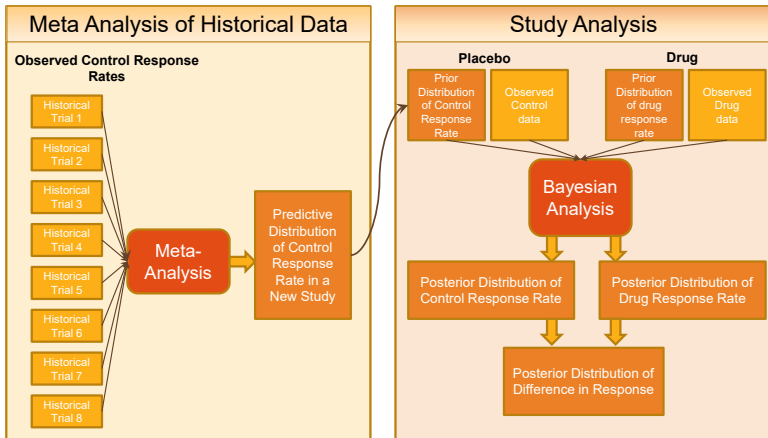 Meta Analysis of Historical Data
Observed Control Response
Rates
Historical
Trial 1
Historical
Trial 2
Historical
Trial 3
Historical
Trial 4
Historical
Trial 5
Historical
Trial 6
Historical
Trial 7
Historical
Trial 8
Meta-
Analysis
Predictive
Distribution
of Control
Response
Rate in a
New Study
Study Analysis
Placebo
Drug
Prior
Distribution
of Control
Response
Rate
Observed
Control
data
Prior
Distribution
of drug
response
rate
Observed
Drug
data
Bayesian
Analysis
Posterior Distribution of
Control Response Rate
Posterior Distribution of
Drug Response Rate
Posterior Distribution of
Difference in Response